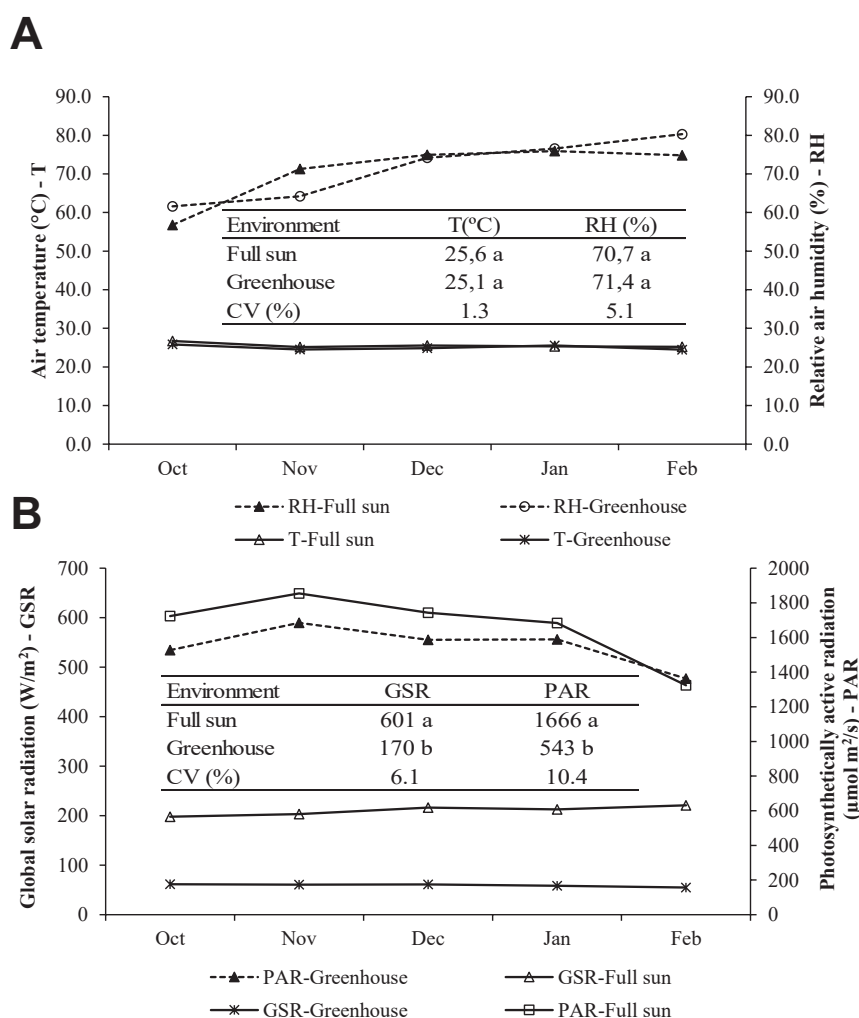 A
Air temperature (°C) - T
Relative air humidity (%) - RH
90.0 90.0
80.0 80.0
70.0 70.0
60.0 60.0
50.0 50.0
40.0 40.0
30.0 30.0
20.0 20.0
10.0 10.0
0.0 0.0
Environment T(ºC) RH (%)
Full sun 25,6 a 70,7 a
Greenhouse 25,1 a 71,4 a
CV (%) 1.3 5.1
Oct Nov Dec Jan Feb
RH-Full sun RH-Greenhouse
T-Full sun T-Greenhouse
B
Global solar radiation (W/m²) - GSR
Photosynthetically active radiation
(µmol m²/s) - PAR
700 2000
600 1800
500 1600
400 1400
300 1200
200 1000
100 800
0 600
400
200
0
Environment GSR PAR
Full sun 601 a 1666 a
Greenhouse 170 b 543 b
CV (%) 6.1 10.4
Oct Nov Dec Jan Feb
PAR-Greenhouse GSR-Full sun
GSR-Greenhouse PAR-Full sun